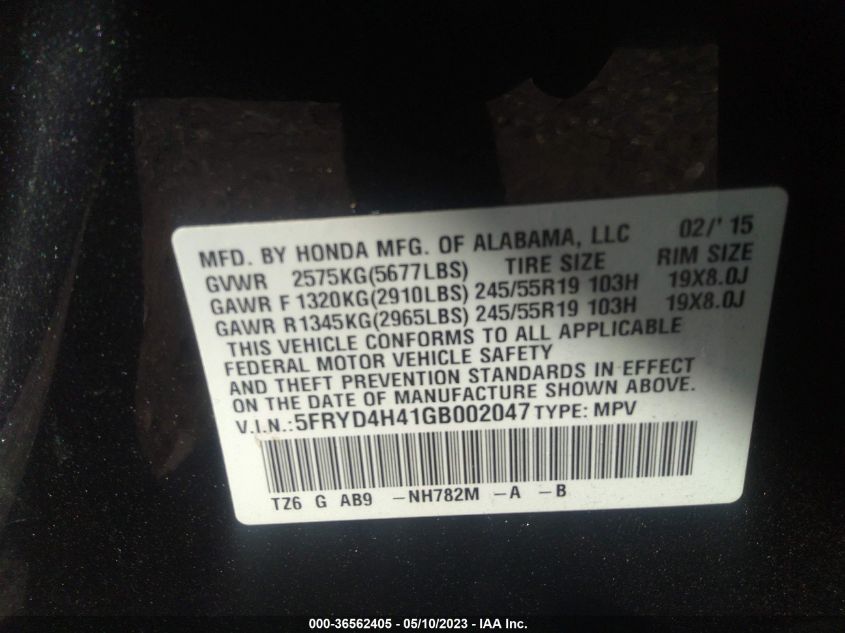 MFD. BY HONDA MFG. OF ALABAMA, LLC 02/' 15
GVWR 2575KG(5677LBS) TIRE SIZE RIM SIZE
GAWR F 1320KG(2910LBS) 245/55R19 103H 19X8.0J
GAWR R1345KG(2965LBS) 245/55R19 103H 19X8.0J
THIS VEHICLE CONFORMS TO ALL APPLICABLE
FEDERAL MOTOR VEHICLE SAFETY
AND THEFT PREVENTION STANDARDS IN EFFECT
ON THE DATE OF MANUFACTURE SHOWN ABOVE.
V.I.N.:5FRYD4H41GB002047 TYPE: MPV
TZ6 G AB9 -NH782M -A -B
000-36562405 - 05/10/2023 - IAA Inc.